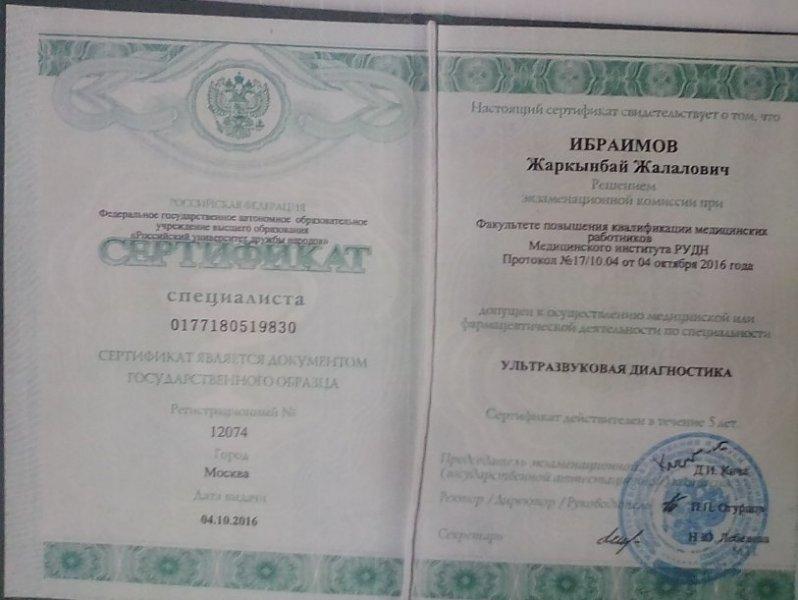 РОССИЙСКАЯ ФЕДЕРАЦИЯ
Федеральное государственное автономное образовательное
учреждение высшего образования
«Российский университет дружбы народов»
СЕРТИФИКАТ
специалиста
0177180519830
СЕРТИФИКАТ ЯВЛЯЕТСЯ ДОКУМЕНТОМ
ГОСУДАРСТВЕННОГО ОБРАЗЦА
Регистрационный №
12074
Город
Москва
Дата выдачи
04.10.2016
Настоящий сертификат свидетельствует о том, что
ИБРАИМОВ
Жаркынбай Жалалович
Решением
экзаменационной комиссии при
Факультете повышения квалификации медицинских
работников
Медицинского института РУДН
Протокол №17/10.04 от 04 октября 2016 года
допущен к осуществлению медицинской или
фармацевтической деятельности по специальности
УЛЬТРАЗВУКОВАЯ ДИАГНОСТИКА
Сертификат действителен в течение 5 лет.
Председатель экзаменационной
Государственной аттестационной
Д.И.
Ректор / Директор / Руководитель
П.П. Огурцов
Секретарь
Н.Ю. Лебедева